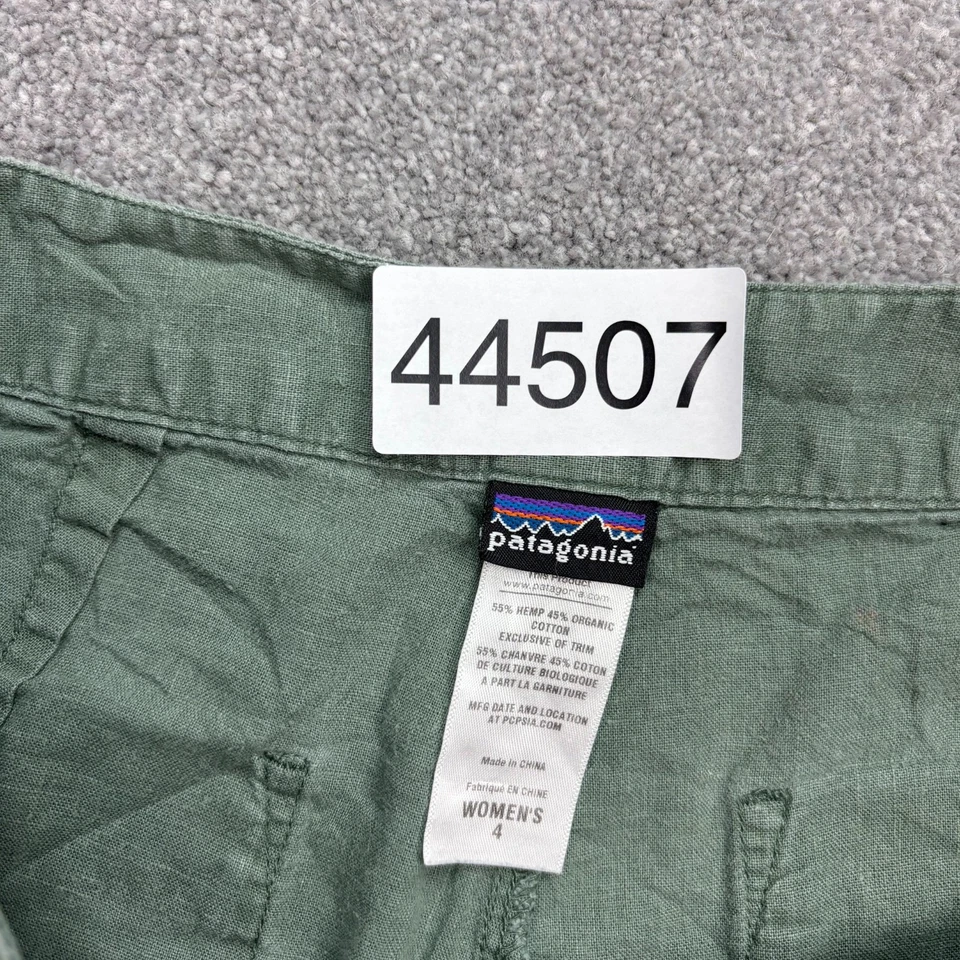 44507
patagonia
This Product
www.patagonia.com
55% HEMP 45% ORGANIC
COTTON
EXCLUSIVE OF TRIM
55% CHANVRE 45% COTON
DE CULTURE BIOLOGIQUE
A PART LA GARNITURE
MFG DATE AND LOCATION
AT PCPSIA.COM
Made in CHINA
Fabriqué EN CHINE
WOMEN'S
4